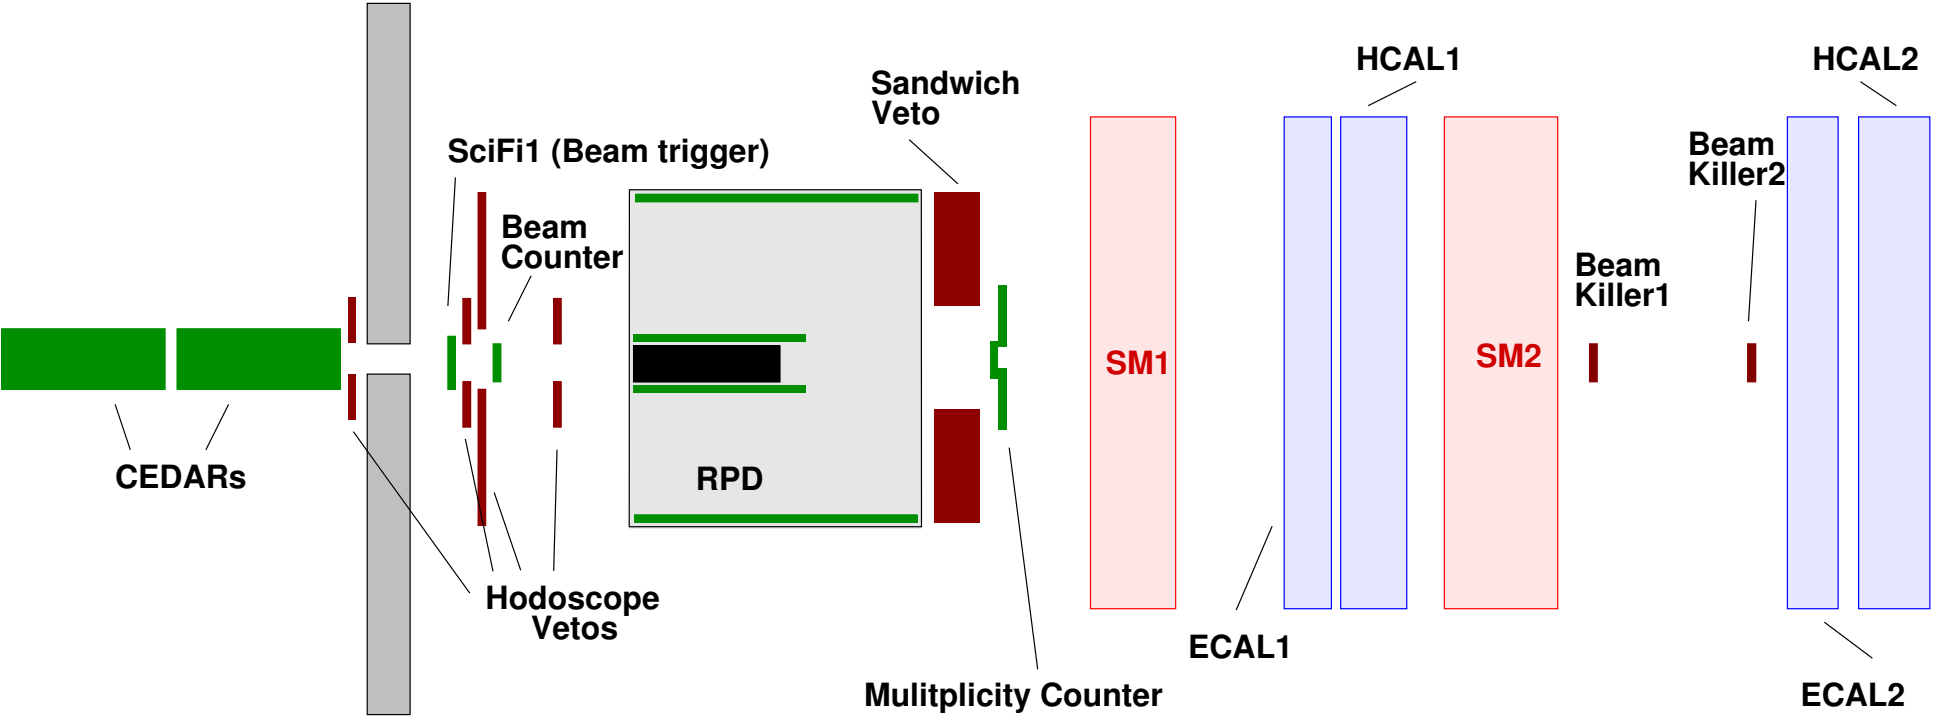 HCAL1
HCAL2
Sandwich
Veto
SciFi1 (Beam trigger)
Beam
Killer2
Beam
Counter
Beam
Killer1
SM1
SM2
CEDARs
RPD
Hodoscope
Vetos
ECAL1
Mulitplicity Counter
ECAL2